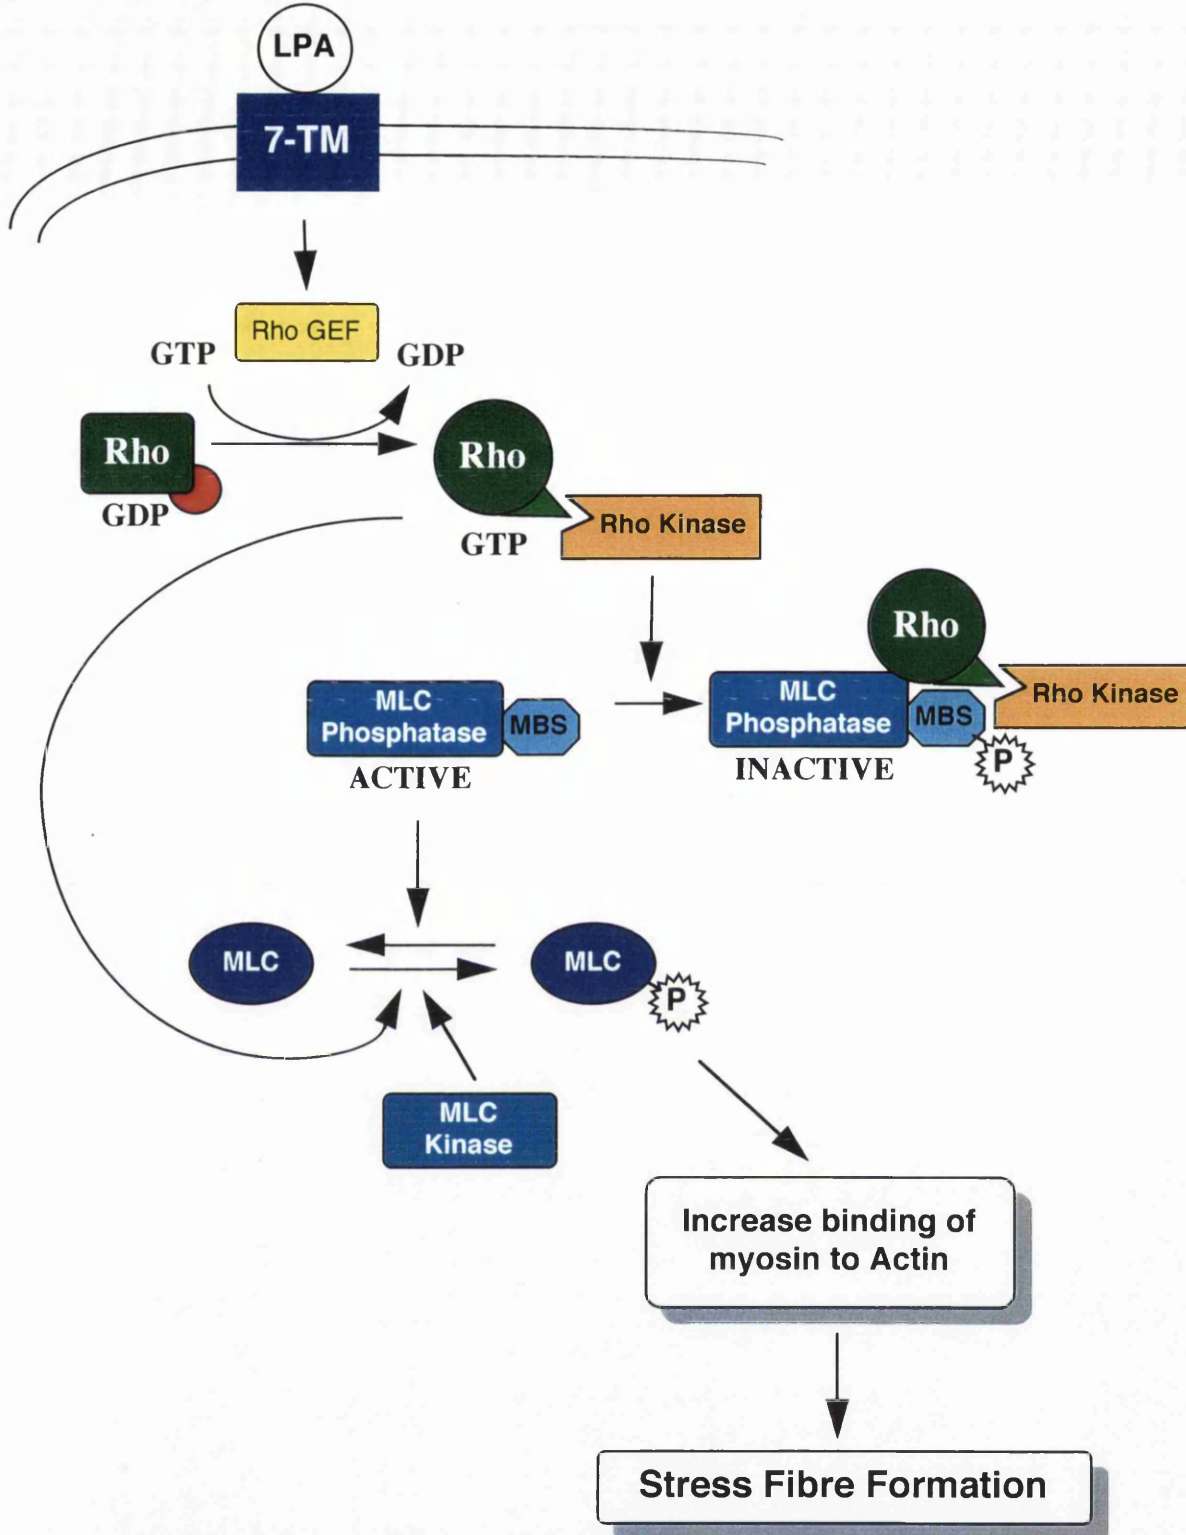 LPA
7-TM
Rho GEF
GTP
GDP
Rho
GDP
Rho
GTP
Rho Kinase
Rho
MLC
Phosphatase
MBS
ACTIVE
MLC
Phosphatase
MBS
Rho Kinase
P
INACTIVE
MLC
MLC
P
MLC
Kinase
Increase binding of
myosin to Actin
Stress Fibre Formation